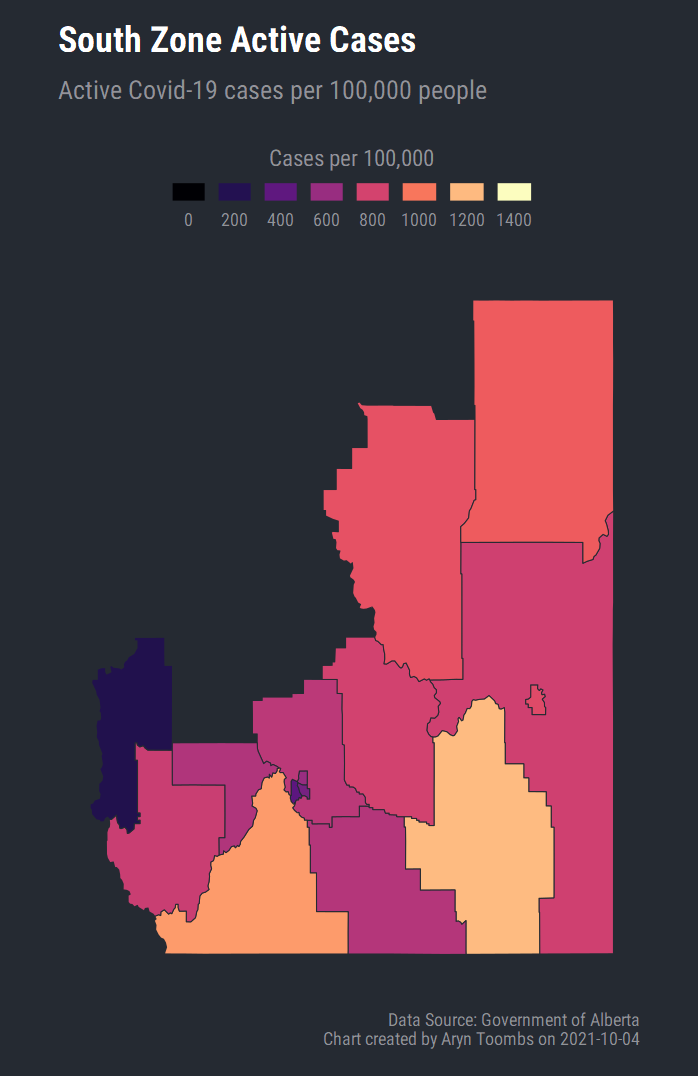 South Zone Active Cases
Active Covid-19 cases per 100,000 people
Cases per 100,000
0 200 400 600 800 1000 1200 1400
Data Source: Government of Alberta
Chart created by Aryn Toombs on 2021-10-04